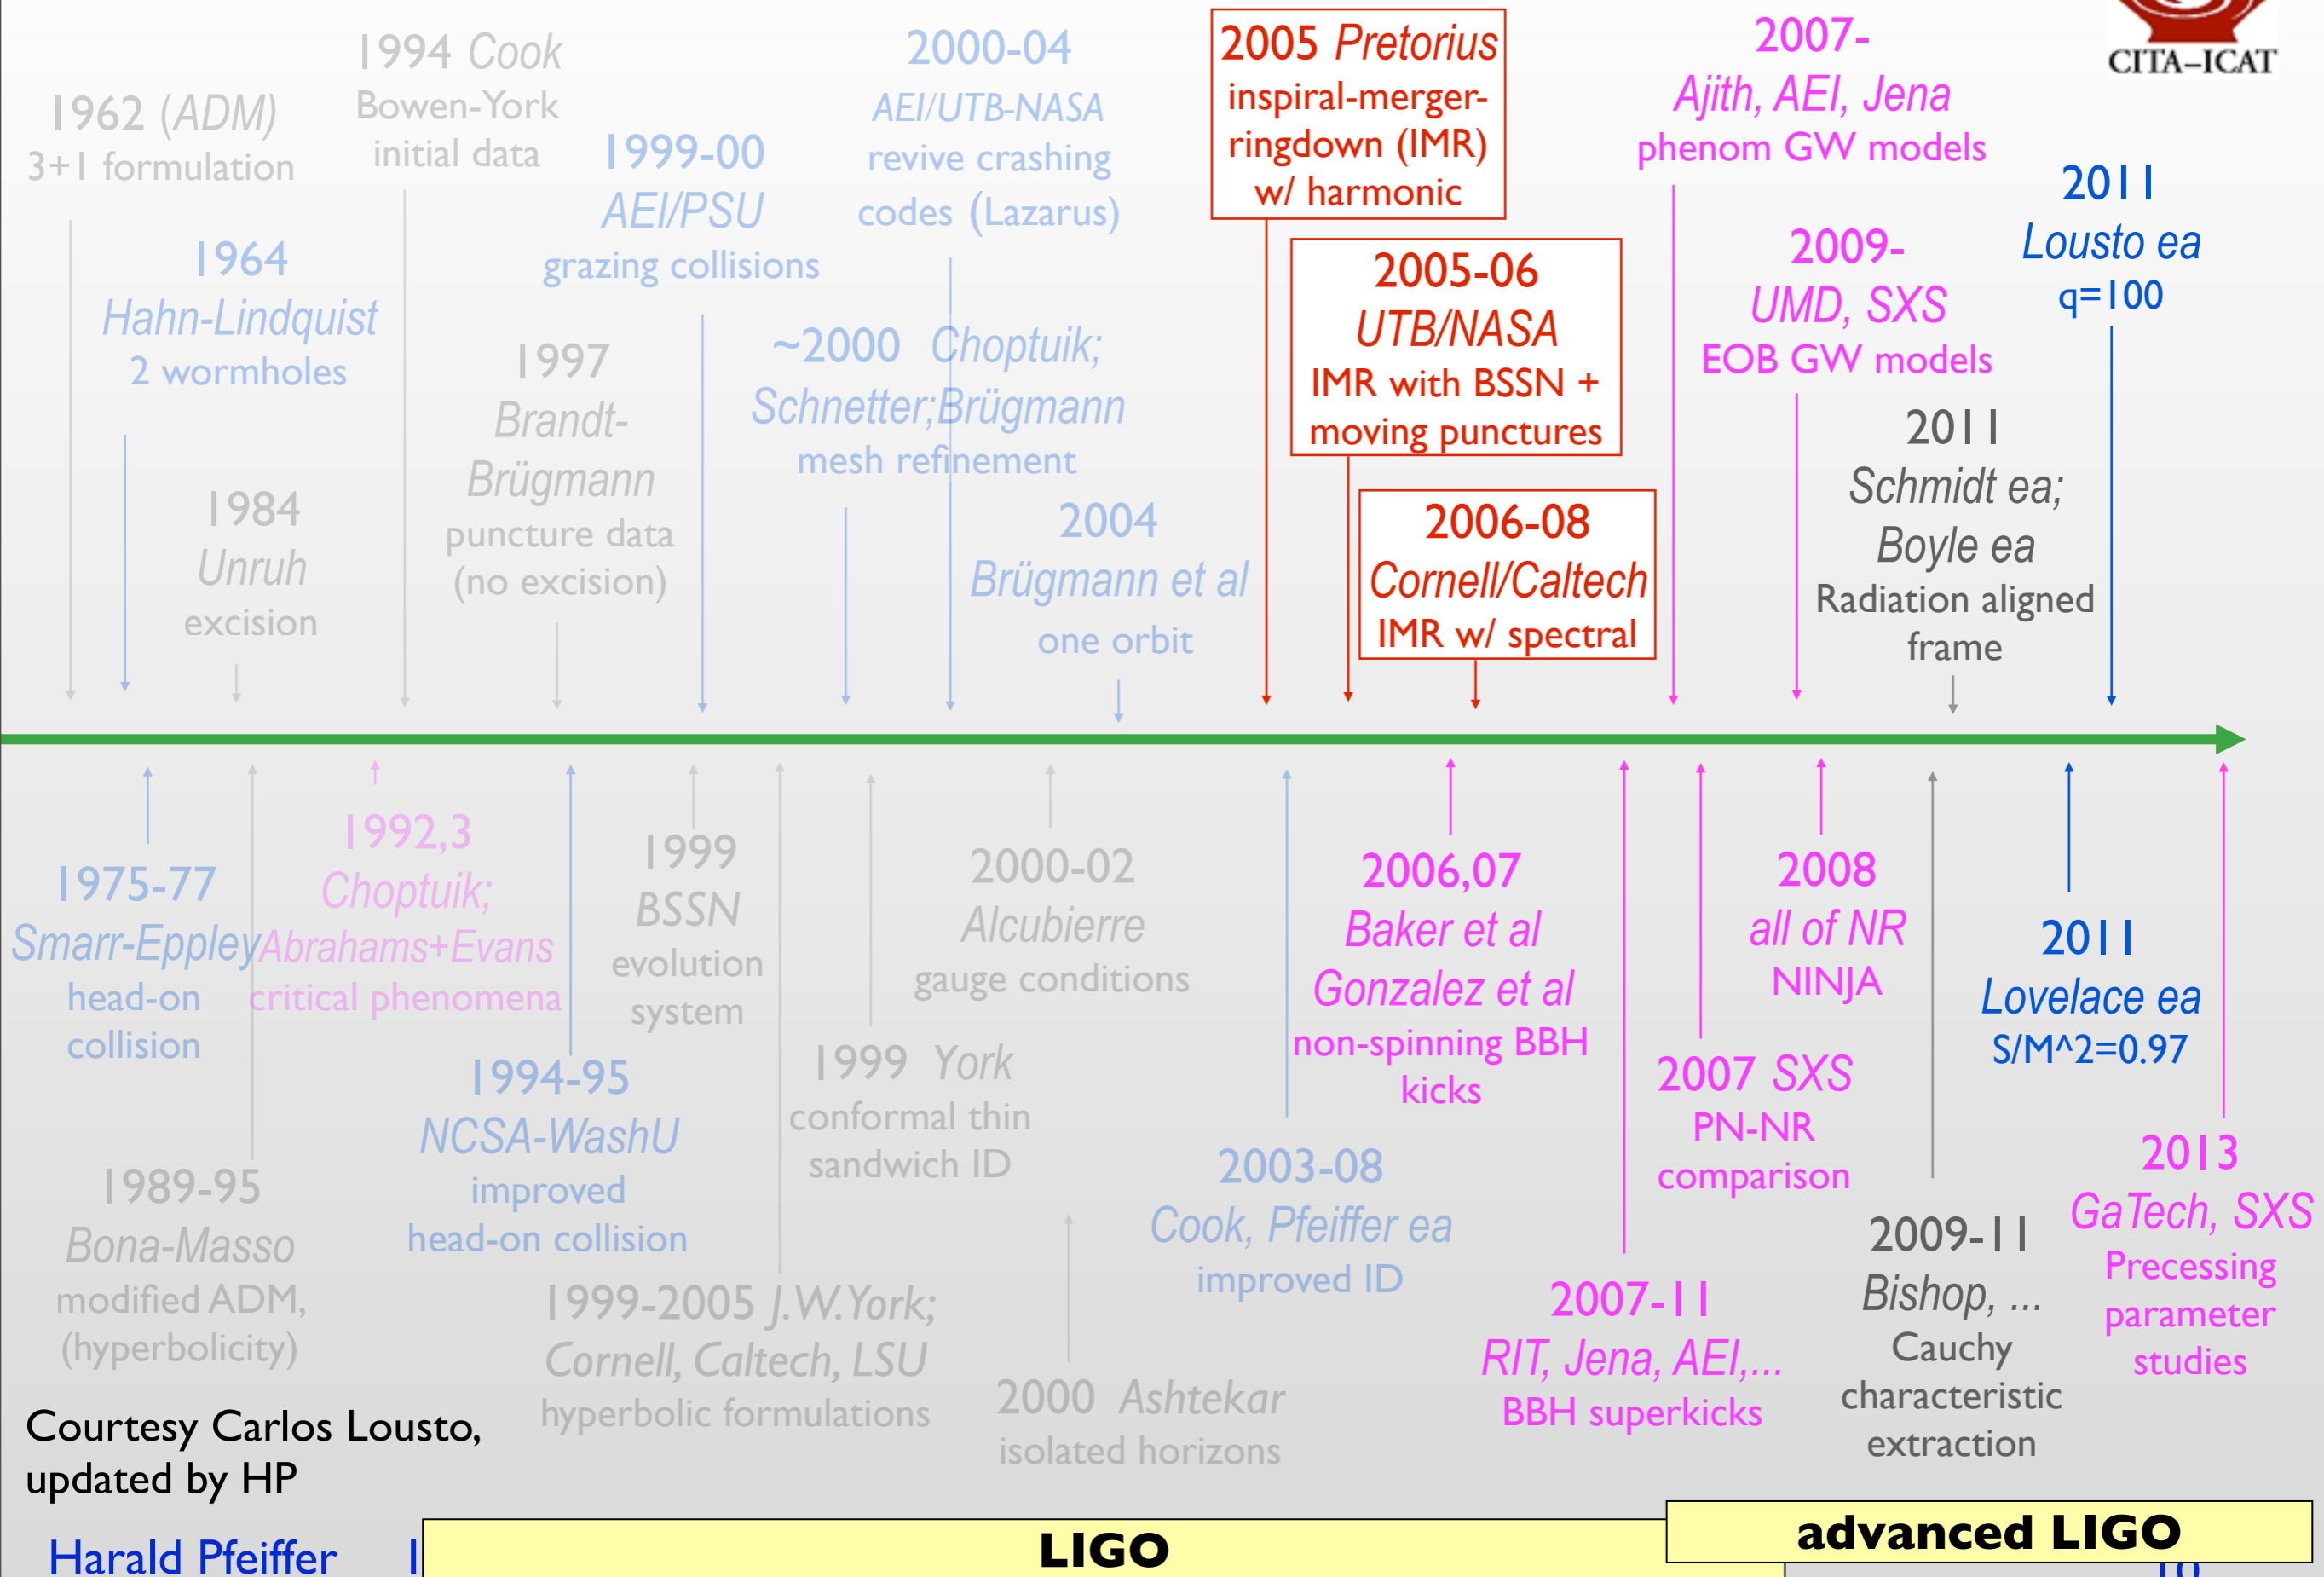 1962 (ADM)
3+1 formulation
1994 Cook
Bowen-York
initial data
1964
Hahn-Lindquist
2 wormholes
1984
Unruh
excision
1997
Brandt-
Brügmann
puncture data
(no excision)
1999-00
AEI/PSU
grazing collisions
2000-04
AEI/UTB-NASA
revive crashing
codes (Lazarus)
~2000 Choptuik;
Schnetter;Brügmann
mesh refinement
2004
Brügmann et al
one orbit
2005 Pretorius
inspiral-merger-
ringdown (IMR)
w/ harmonic
2005-06
UTB/NASA
IMR with BSSN +
moving punctures
2006-08
Cornell/Caltech
IMR w/ spectral
2007-
Ajith, AEI, Jena
phenom GW models
2009-
UMD, SXS
EOB GW models
2011
Schmidt ea;
Boyle ea
Radiation aligned
frame
2011
Lousto ea
q=100
CITA-ICAT
1975-77
Smarr-Eppley
head-on
collision
1992,3
Choptuik;
Abrahams+Evans
critical phenomena
1989-95
Bona-Masso
modified ADM,
(hyperbolicity)
1994-95
NCSA-WashU
improved
head-on collision
1999
BSSN
evolution
system
1999-2005 J.W.York;
Cornell, Caltech, LSU
hyperbolic formulations
1999 York
conformal thin
sandwich ID
2000-02
Alcubierre
gauge conditions
2000 Ashtekar
isolated horizons
2003-08
Cook, Pfeiffer ea
improved ID
2006,07
Baker et al
Gonzalez et al
non-spinning BBH
kicks
2007-11
RIT, Jena, AEI,...
BBH superkicks
2007 SXS
PN-NR
comparison
2008
all of NR
NINJA
2009-11
Bishop, ...
Cauchy
characteristic
extraction
2011
Lovelace ea
S/M^2=0.97
2013
GaTech, SXS
Precessing
parameter
studies
Courtesy Carlos Lousto,
updated by HP
Harald Pfeiffer
LIGO
advanced LIGO